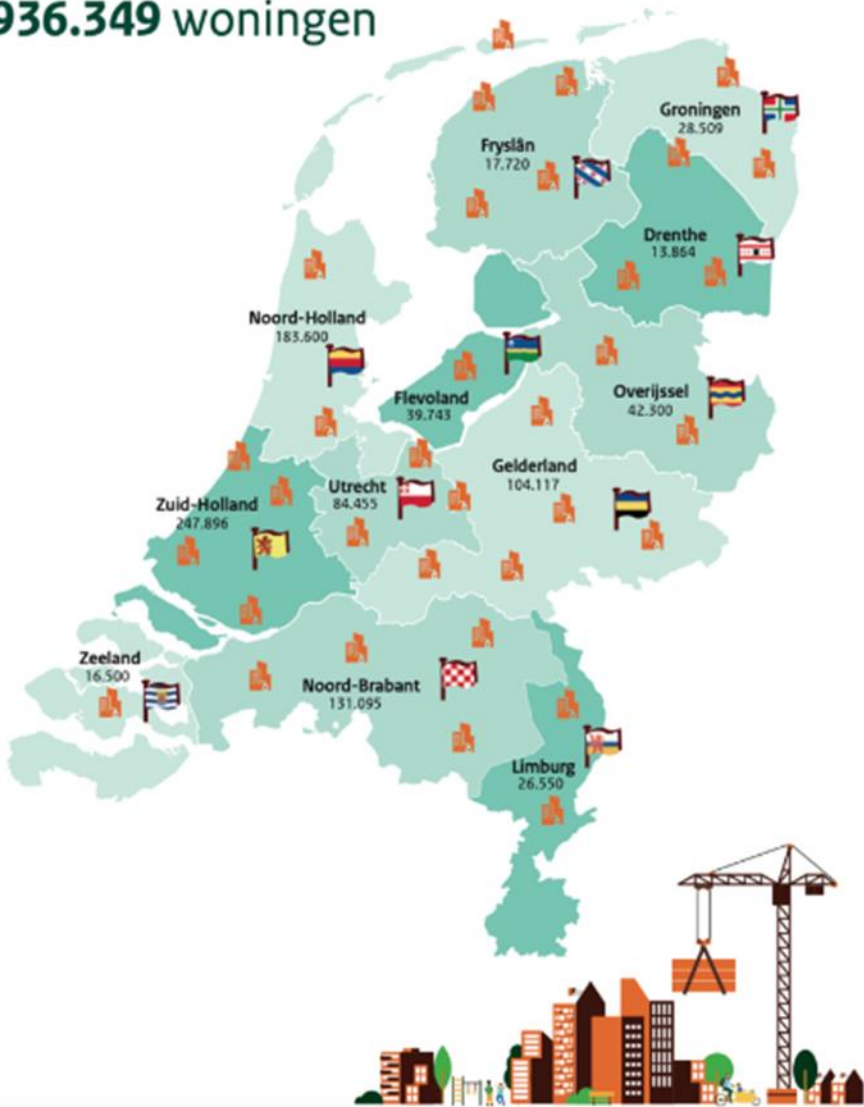 936.349 woningen
Groningen
28.509
Fryslân
17.720
Drenthe
13.864
Noord-Holland
183.600
Flevoland
39.743
Overijssel
42.300
Gelderland
104.117
Utrecht
84.455
Zuid-Holland
247.896
Zeeland
16.500
Noord-Brabant
131.095
Limburg
26.550